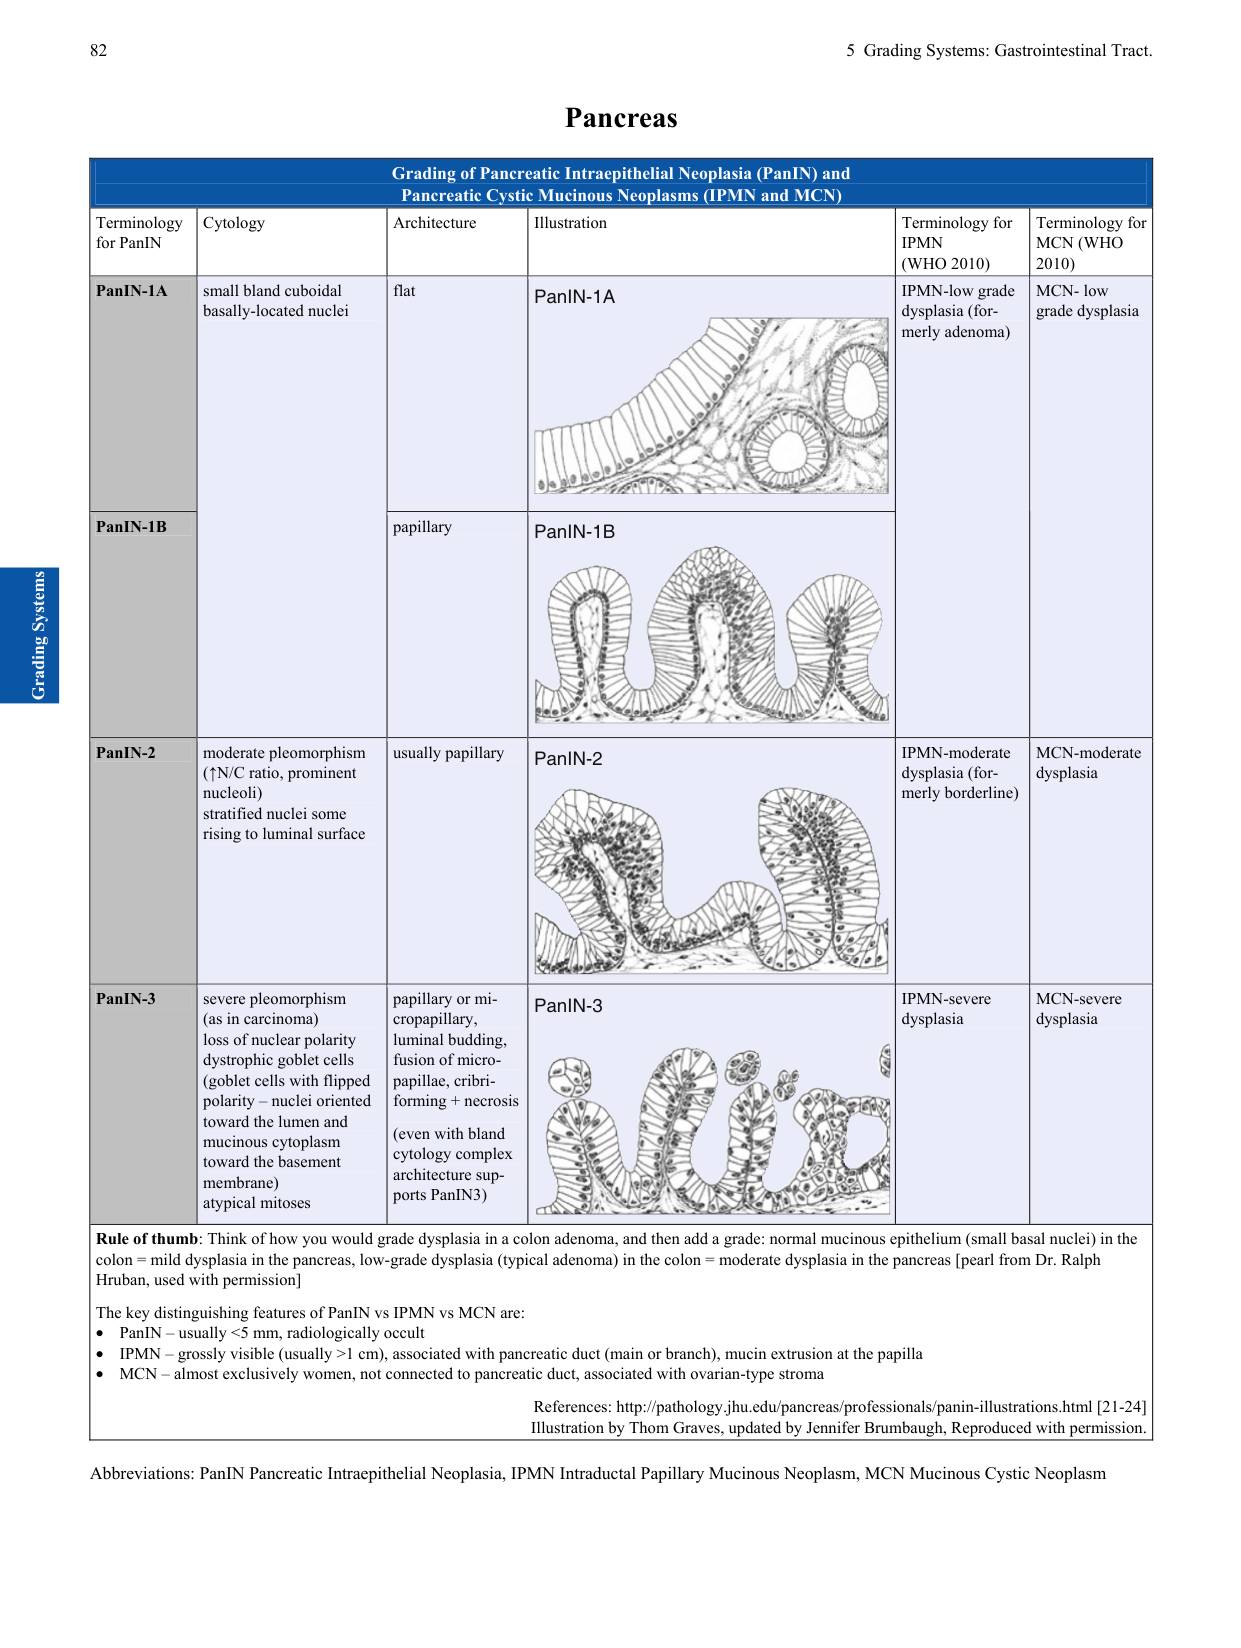 82
5 Grading Systems: Gastrointestinal Tract.
Pancreas
Grading of Pancreatic Intraepithelial Neoplasia (PanIN) and
Pancreatic Cystic Mucinous Neoplasms (IPMN and MCN)
Terminology
for PanIN
Cytology
Architecture
Illustration
Terminology for
IPMN
(WHO 2010)
Terminology for
MCN (WHO
2010)
PanIN-1A
small bland cuboidal
basally-located nuclei
flat
PanIN-1A
IPMN-low grade
dysplasia (for-
merly adenoma)
MCN- low
grade dysplasia
PanIN-1B
papillary
PanIN-1B
PanIN-2
moderate pleomorphism
(↑N/C ratio, prominent
nucleoli)
stratified nuclei some
rising to luminal surface
usually papillary
PanIN-2
IPMN-moderate
dysplasia (for-
merly borderline)
MCN-moderate
dysplasia
PanIN-3
severe pleomorphism
(as in carcinoma)
loss of nuclear polarity
dystrophic goblet cells
(goblet cells with flipped
polarity – nuclei oriented
toward the lumen and
mucinous cytoplasm
toward the basement
membrane)
atypical mitoses
papillary or mi-
cropapillary,
luminal budding,
fusion of micro-
papillae, cribri-
forming + necrosis
(even with bland
cytology complex
architecture sup-
ports PanIN3)
PanIN-3
IPMN-severe
dysplasia
MCN-severe
dysplasia
Rule of thumb: Think of how you would grade dysplasia in a colon adenoma, and then add a grade: normal mucinous epithelium (small basal nuclei) in the
colon = mild dysplasia in the pancreas, low-grade dysplasia (typical adenoma) in the colon = moderate dysplasia in the pancreas [pearl from Dr. Ralph
Hruban, used with permission]
The key distinguishing features of PanIN vs IPMN vs MCN are:
• PanIN – usually <5 mm, radiologically occult
• IPMN – grossly visible (usually >1 cm), associated with pancreatic duct (main or branch), mucin extrusion at the papilla
• MCN – almost exclusively women, not connected to pancreatic duct, associated with ovarian-type stroma
References: http://pathology.jhu.edu/pancreas/professionals/panin-illustrations.html [21-24]
Illustration by Thom Graves, updated by Jennifer Brumbaugh, Reproduced with permission.
Abbreviations: PanIN Pancreatic Intraepithelial Neoplasia, IPMN Intraductal Papillary Mucinous Neoplasm, MCN Mucinous Cystic Neoplasm
Grading Systems